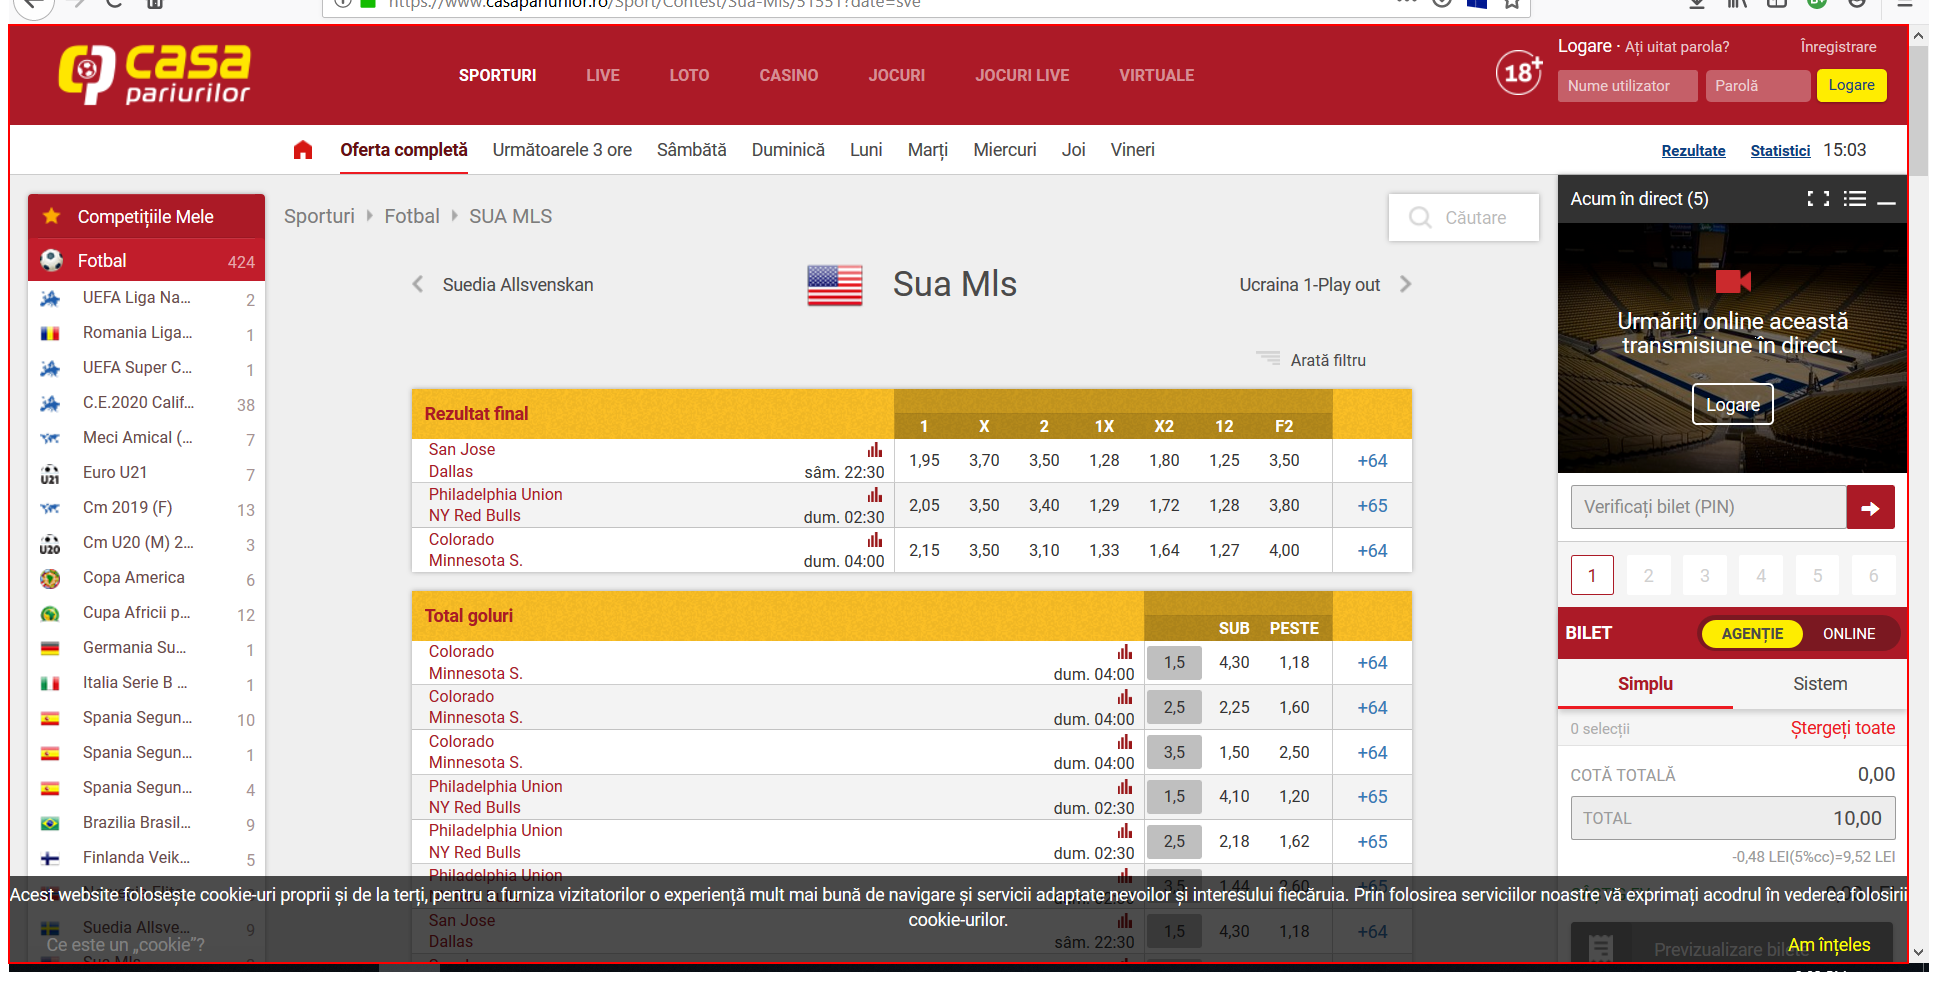 https://www.casapariurilor.ro/Sport/Contest/Sua-Mls/51551?date=sve
casa
pariurilor
SPORTURI LIVE LOTO CASINO JOCURI JOCURI LIVE VIRTUALE
18+
Logare · Ați uitat parola? Înregistrare
Nume utilizator Parolă Logare
Oferta completă Următoarele 3 ore Sâmbătă Duminică Luni Marți Miercuri Joi Vineri
Rezultate Statistici 15:03
Competițiile Mele
Fotbal 424
UEFA Liga Na... 2
Romania Liga... 1
UEFA Super C... 1
C.E.2020 Calif... 38
Meci Amical (... 7
Euro U21 7
Cm 2019 (F) 13
Cm U20 (M) 2... 3
Copa America 6
Cupa Africii p... 12
Germania Su... 1
Italia Serie B ... 1
Spania Segun... 10
Spania Segun... 1
Spania Segun... 4
Brazilia Brasil... 9
Finlanda Veik... 5
Suedia Allsve... 9
Sua Mls
Sporturi Fotbal SUA MLS
Căutare
Suedia Allsvenskan
Sua Mls
Ucraina 1-Play out
Arată filtru
Rezultat final
1 X 2 1X X2 12 F2
San Jose
Dallas sâm. 22:30 1,95 3,70 3,50 1,28 1,80 1,25 3,50 +64
Philadelphia Union
NY Red Bulls dum. 02:30 2,05 3,50 3,40 1,29 1,72 1,28 3,80 +65
Colorado
Minnesota S. dum. 04:00 2,15 3,50 3,10 1,33 1,64 1,27 4,00 +64
Total goluri
SUB PESTE
Colorado
Minnesota S. dum. 04:00 1,5 4,30 1,18 +64
Colorado
Minnesota S. dum. 04:00 2,5 2,25 1,60 +64
Colorado
Minnesota S. dum. 04:00 3,5 1,50 2,50 +64
Philadelphia Union
NY Red Bulls dum. 02:30 1,5 4,10 1,20 +65
Philadelphia Union
NY Red Bulls dum. 02:30 2,5 2,18 1,62 +65
Philadelphia Union
3,5 1,44 2,60 +65
San Jose
Dallas sâm. 22:30 1,5 4,30 1,18 +64
Acum în direct (5)
Urmăriți online această
transmisiune în direct.
Logare
Verificați bilet (PIN)
1 2 3 4 5 6
BILET AGENȚIE ONLINE
Simplu Sistem
0 selecții Ștergeți toate
COTĂ TOTALĂ 0,00
TOTAL 10,00
-0,48 LEI(5%cc)=9,52 LEI
Previzualizare bilete
Acest website folosește cookie-uri proprii și de la terți, pentru a furniza vizitatorilor o experiență mult mai bună de navigare și servicii adaptate nevoilor și interesului fiecăruia. Prin folosirea serviciilor noastre vă exprimați acodrul în vederea folosirii
cookie-urilor.
Ce este un „cookie”?
Am înțeles